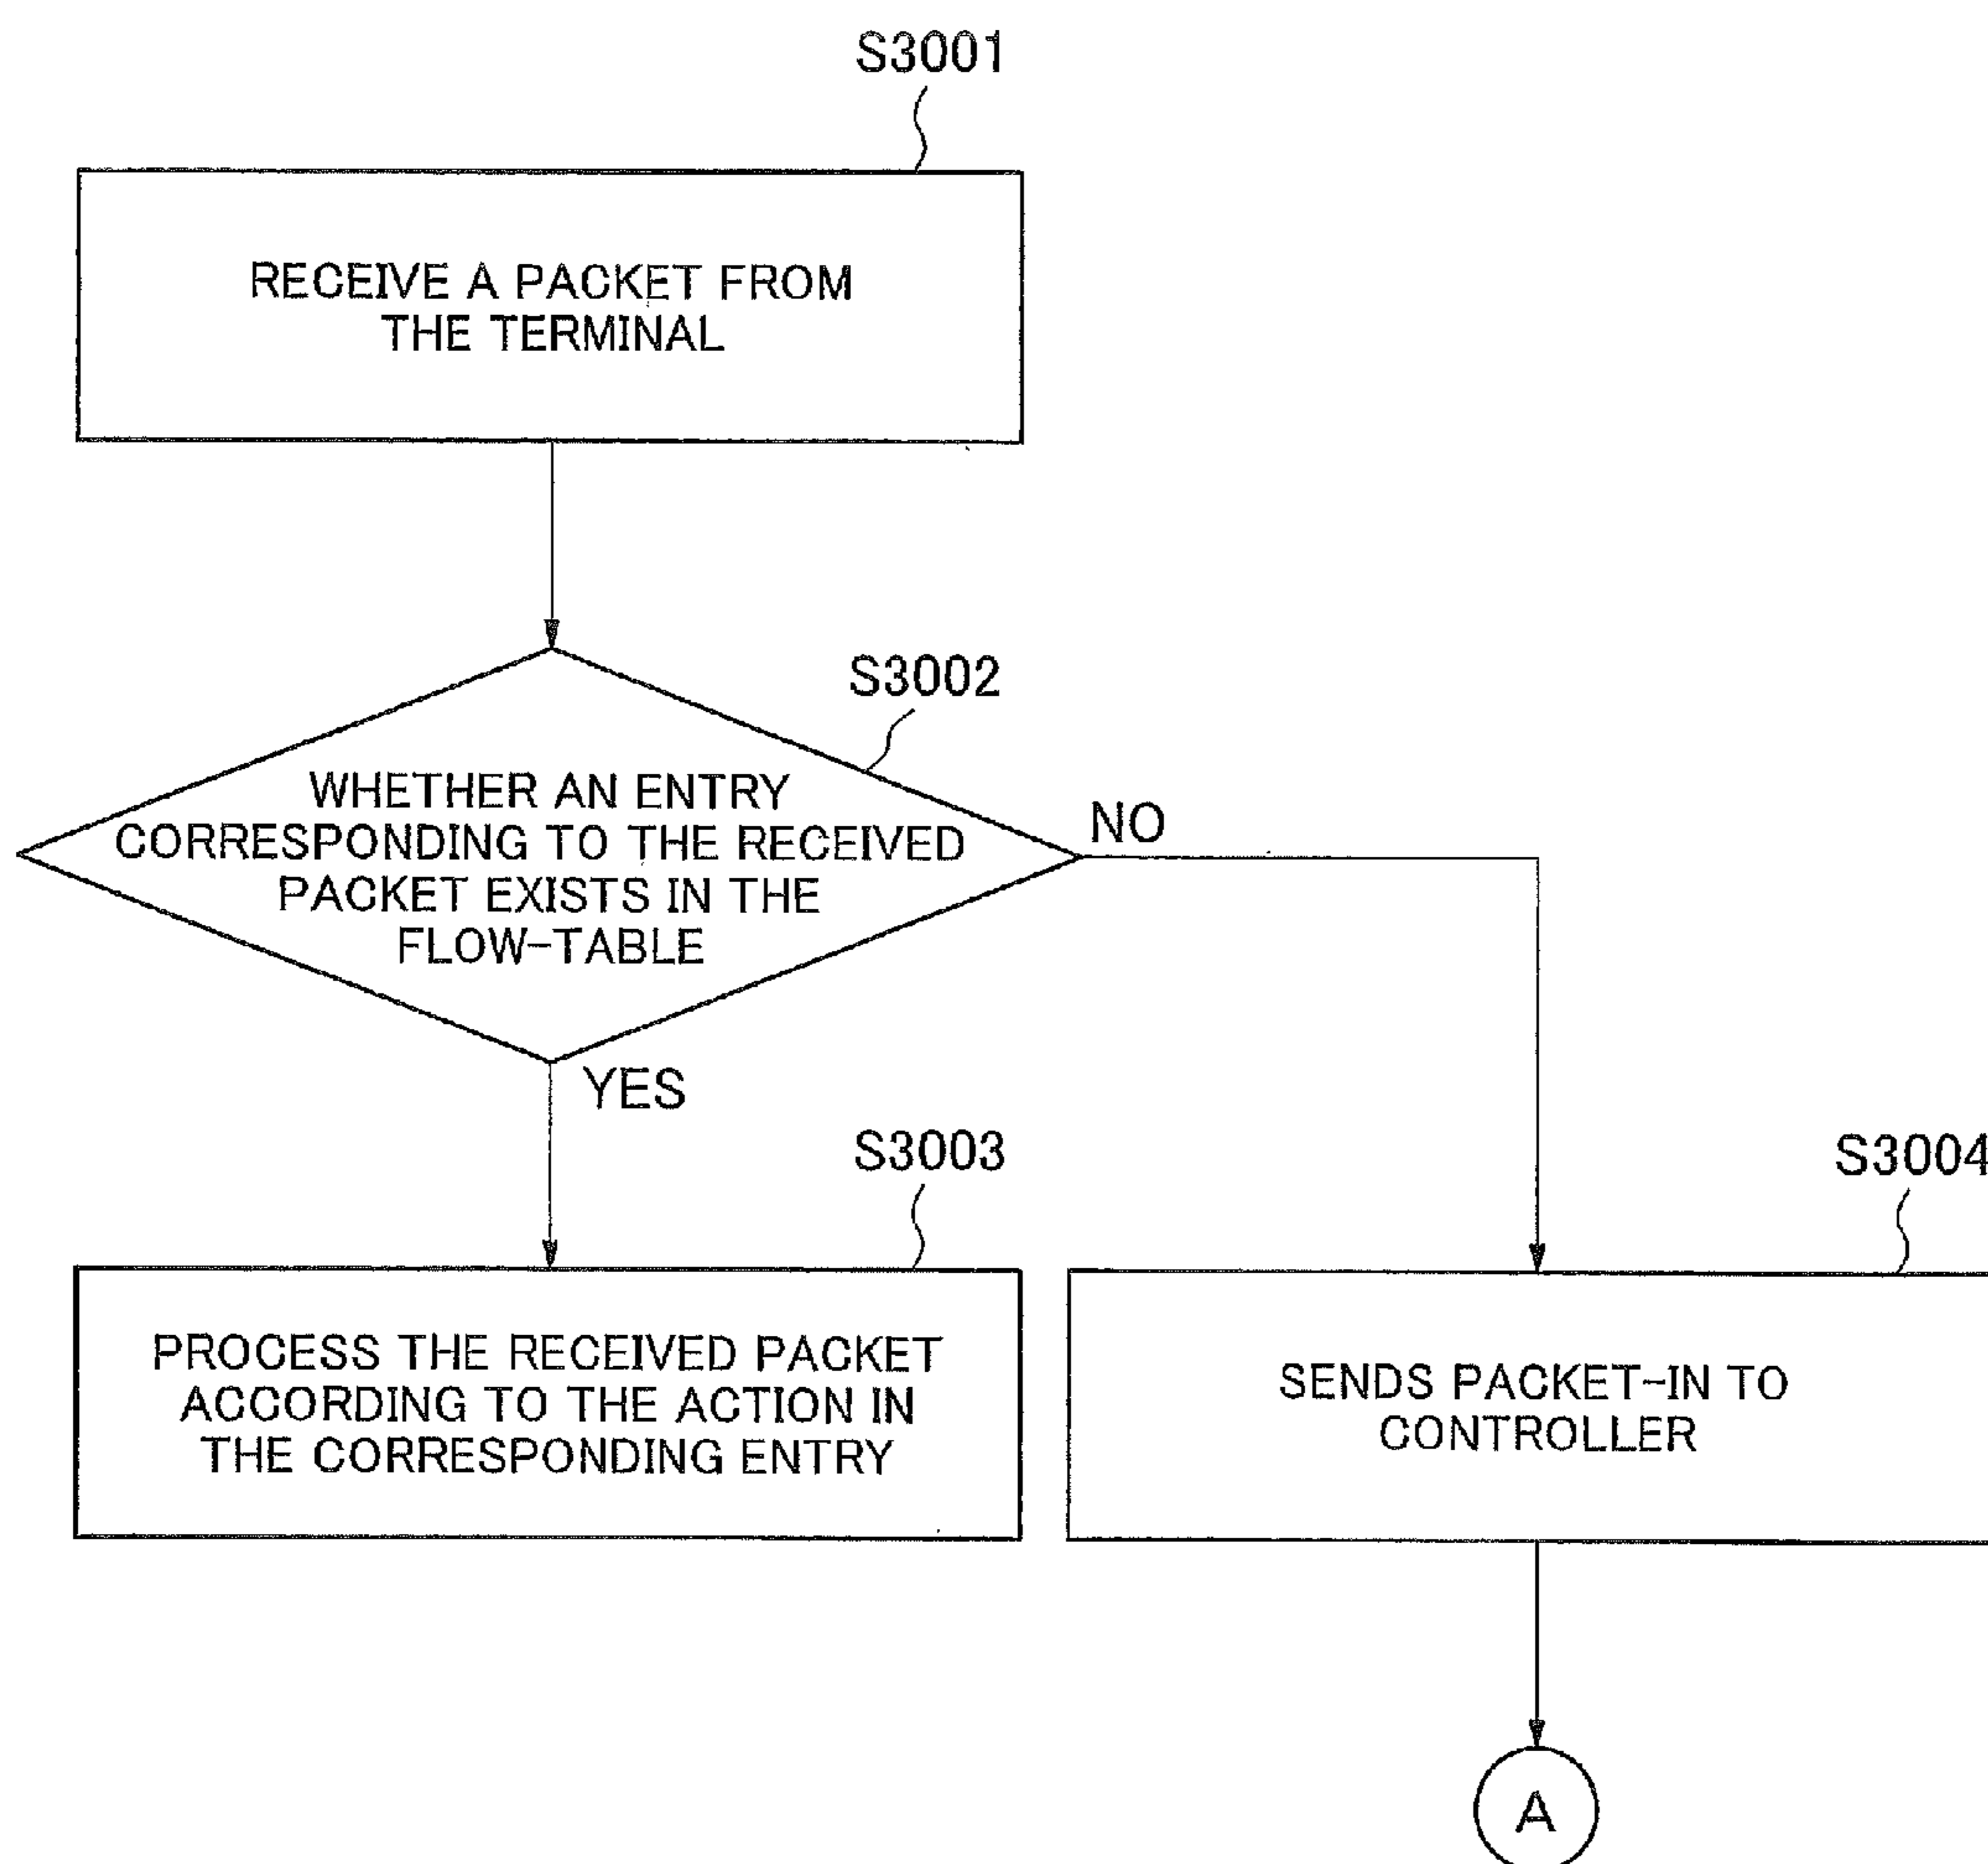 S3001
RECEIVE A PACKET FROM
THE TERMINAL
S3002
WHETHER AN ENTRY
CORRESPONDING TO THE RECEIVED
PACKET EXISTS IN THE
FLOW-TABLE
NO
YES
S3003
PROCESS THE RECEIVED PACKET
ACCORDING TO THE ACTION IN
THE CORRESPONDING ENTRY
S3004
SENDS PACKET-IN TO
CONTROLLER
A